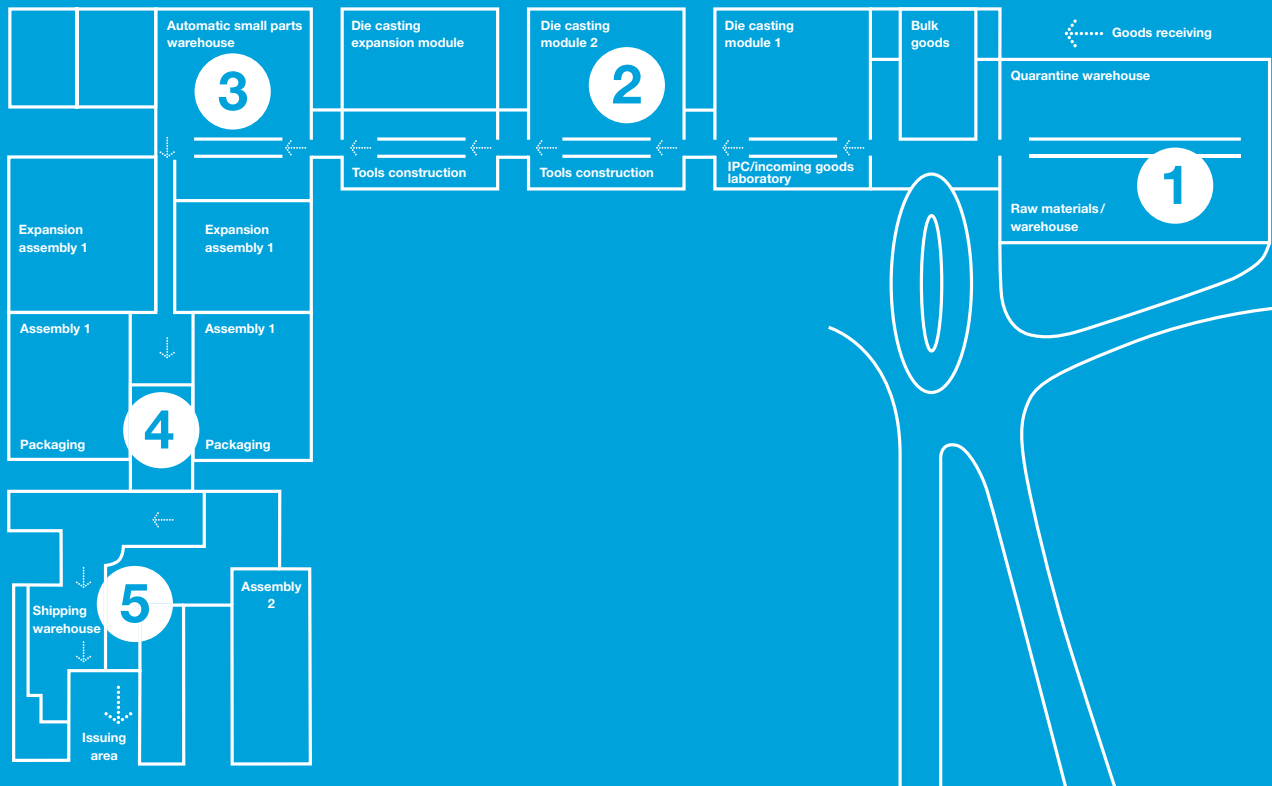 Automatic small parts
warehouse
3
Die casting
expansion module
Die casting
module 2
2
Die casting
module 1
Bulk
goods
Goods receiving
Quarantine warehouse
Tools construction
Tools construction
IPC/incoming goods
laboratory
1
Raw materials/
warehouse
Expansion
assembly 1
Expansion
assembly 1
Assembly 1
Assembly 1
4
Packaging
Packaging
5
Shipping
warehouse
Assembly
2
Issuing
area